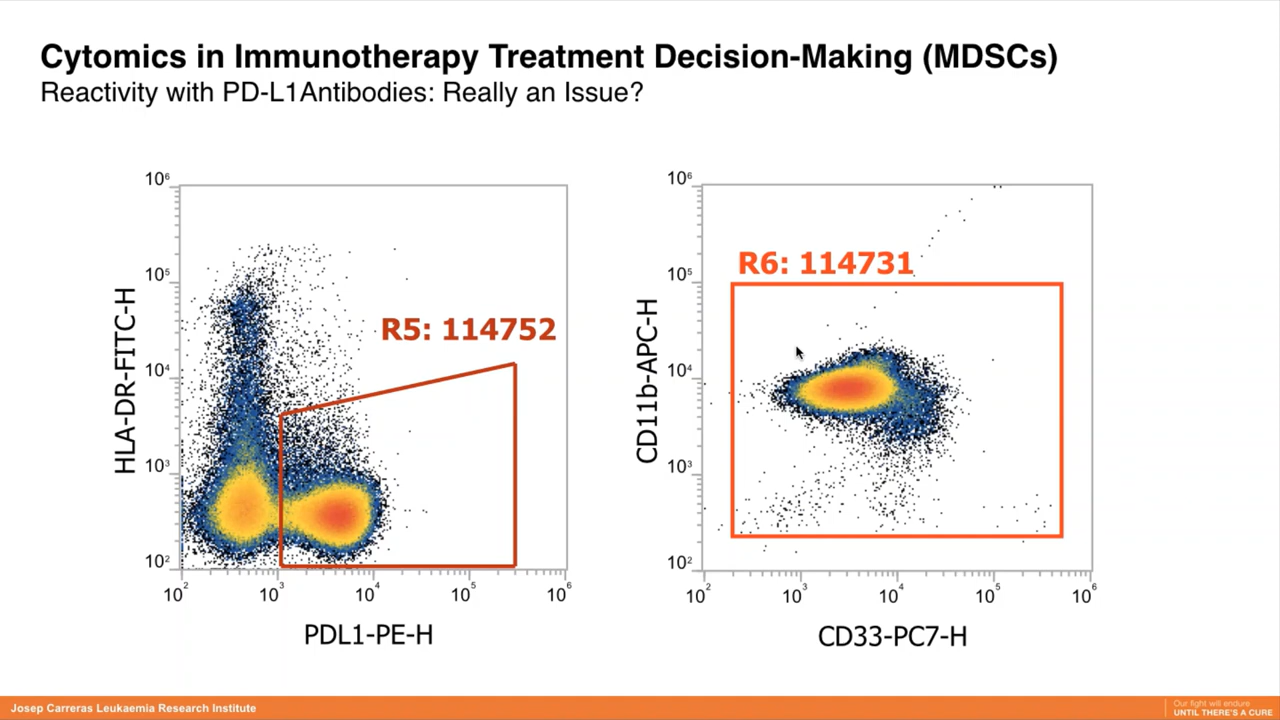 Cytomics in Immunotherapy Treatment Decision-Making (MDSCs)
Reactivity with PD-L1Antibodies: Really an Issue?
10⁶
10⁵
10⁴
10³
10²
HLA-DR-FITC-H
R5: 114752
10² 10³ 10⁴ 10⁵ 10⁶
PDL1-PE-H
10⁶
10⁵
10⁴
10³
10²
CD11b-APC-H
R6: 114731
10² 10³ 10⁴ 10⁵ 10⁶
CD33-PC7-H
Josep Carreras Leukaemia Research Institute
Our fight will endure
UNTIL THERE'S A CURE